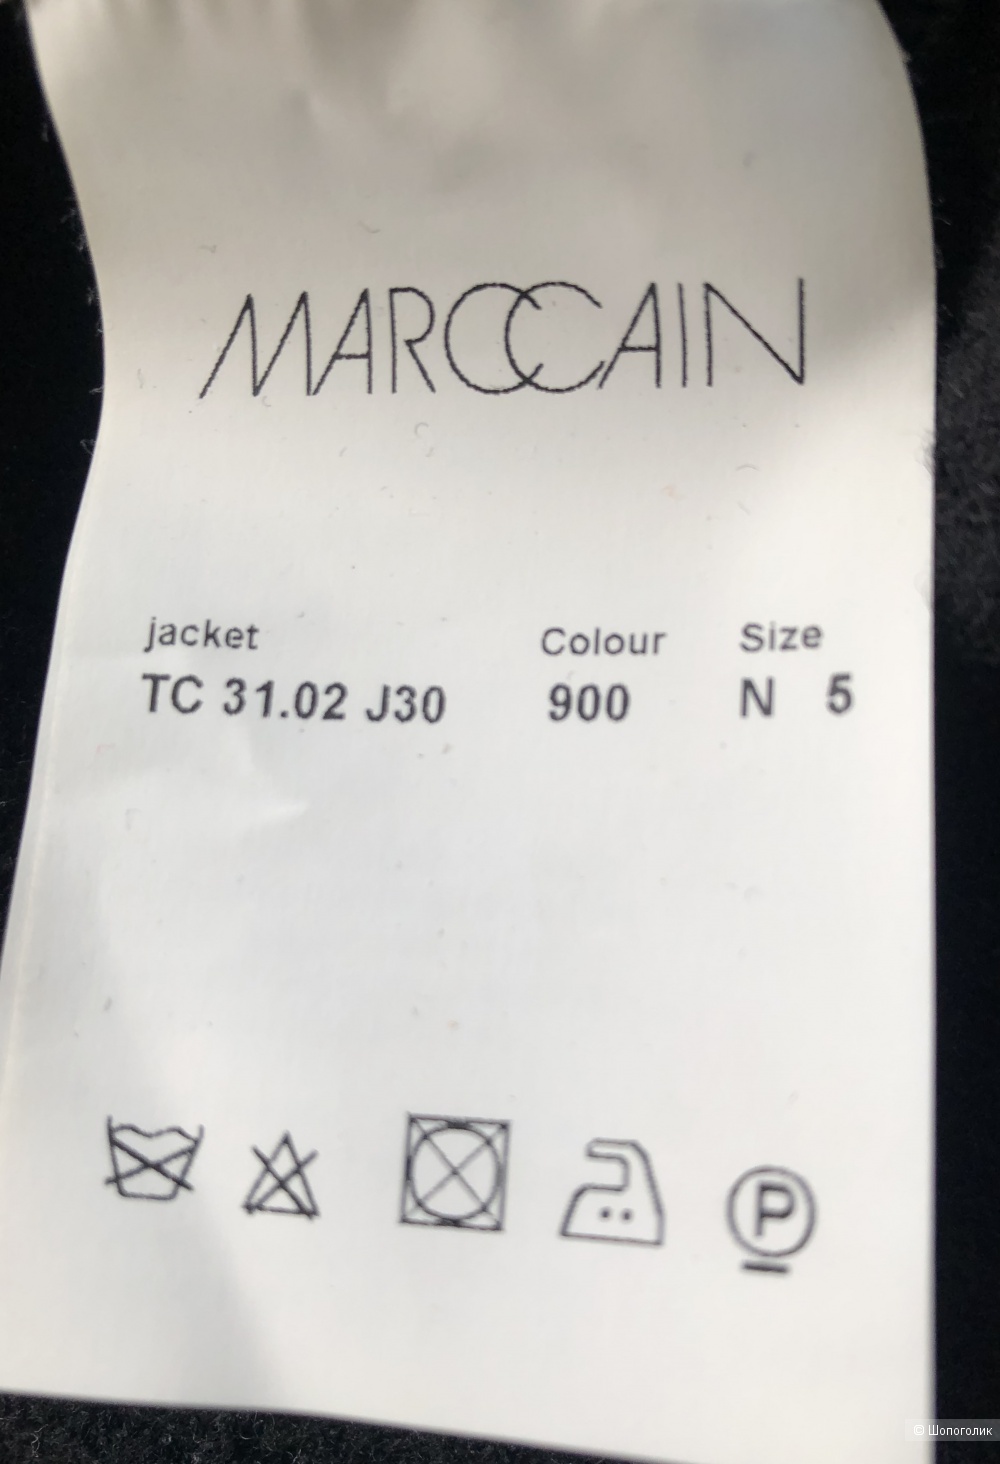 MARCCAIN
jacket Colour Size
TC 31.02 J30 900 N 5
P
© Шопоголик